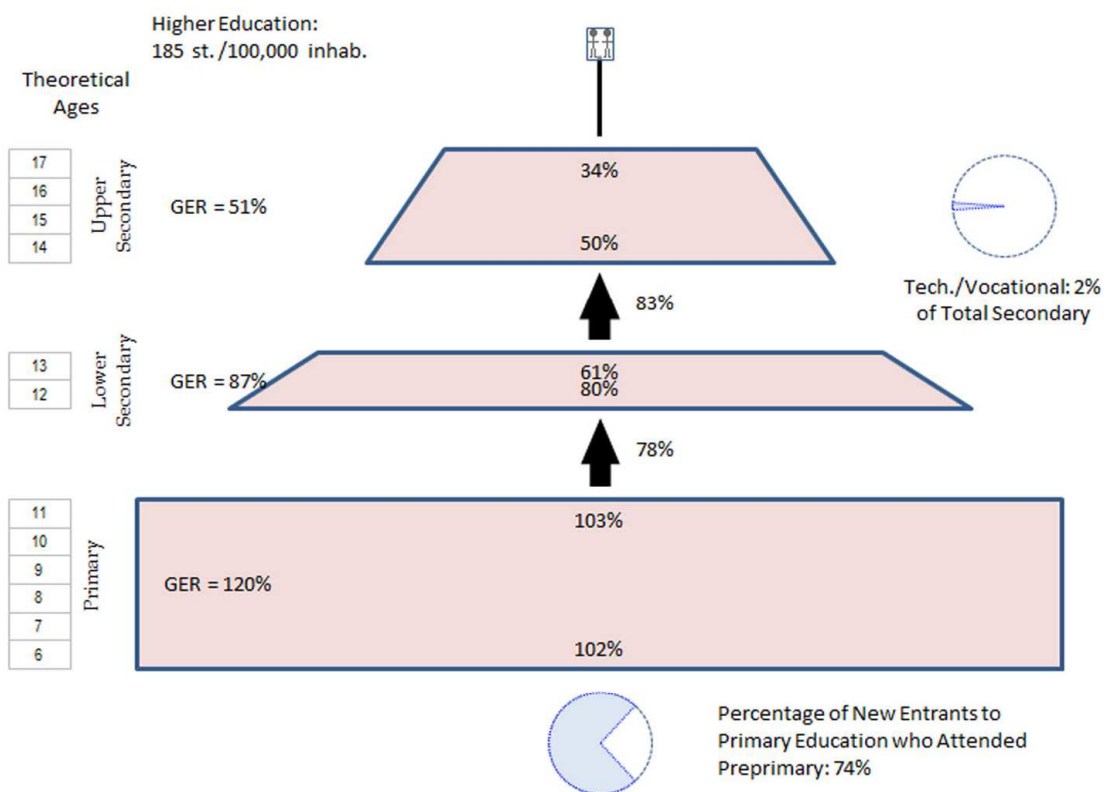 Higher Education:
185 st./100,000 inhab.
Theoretical
Ages
17
16
15
14
Upper
Secondary
GER = 51%
34%
50%
Tech./Vocational: 2%
of Total Secondary
83%
13
12
Lower
Secondary
GER = 87%
61%
80%
78%
11
10
9
8
7
6
Primary
GER = 120%
103%
102%
Percentage of New Entrants to
Primary Education who Attended
Preprimary: 74%